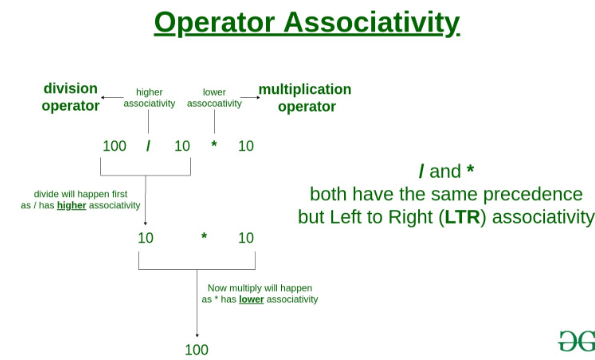 Operator Associativity
division
operator
higher
associativity
lower
assocoativity
multiplication
operator
100 / 10 * 10
/ and *
both have the same precedence
but Left to Right (LTR) associativity
divide will happen first
as / has higher associativity
10 * 10
Now multiply will happen
as * has lower associativity
100